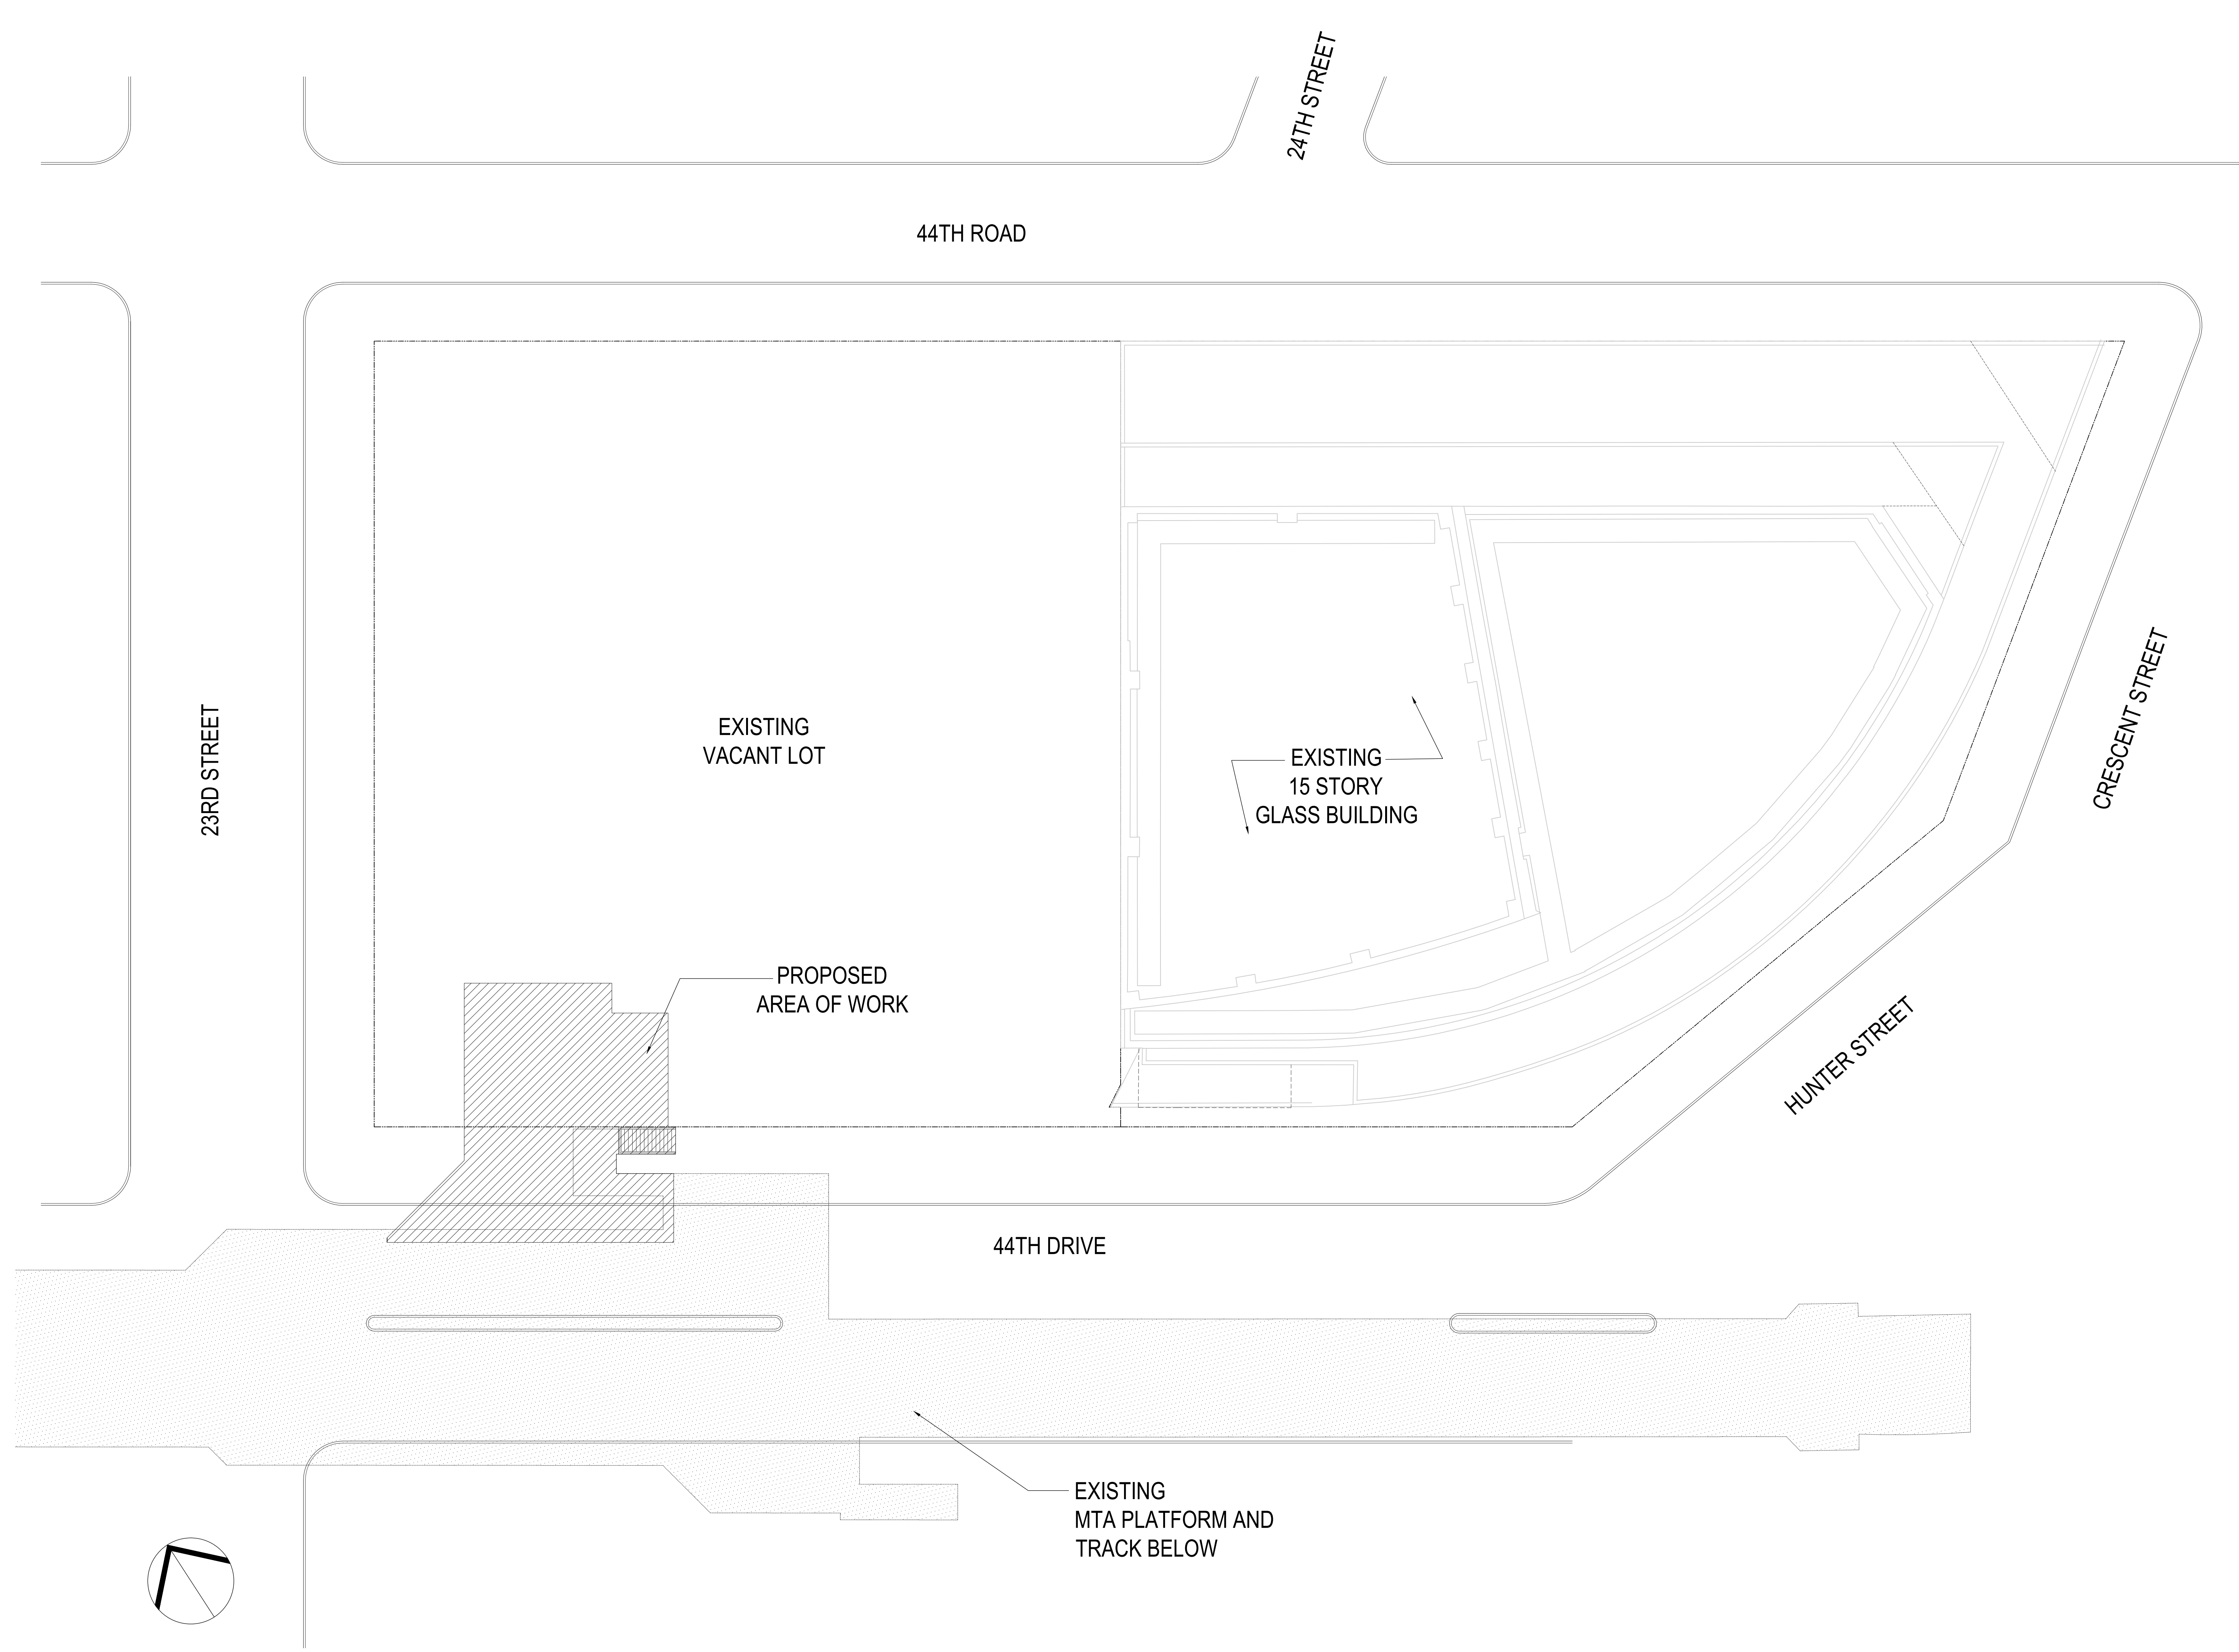 24TH STREET
44TH ROAD
23RD STREET
EXISTING
VACANT LOT
EXISTING
15 STORY
GLASS BUILDING
CRESCENT STREET
PROPOSED
AREA OF WORK
HUNTER STREET
44TH DRIVE
EXISTING
MTA PLATFORM AND
TRACK BELOW